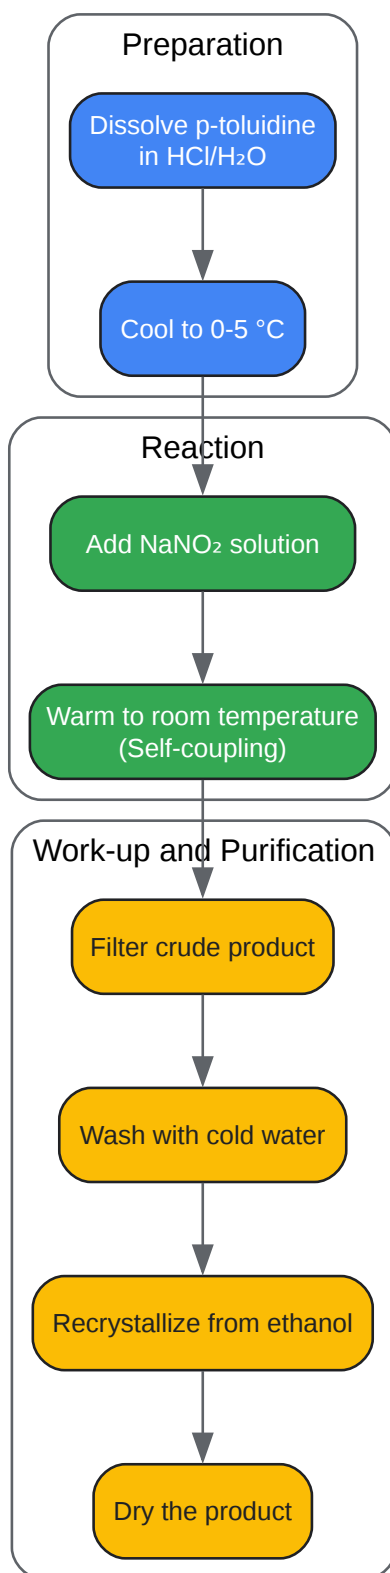 Preparation
Dissolve p-toluidine
in HCl/H₂O
Cool to 0-5 °C
Reaction
Add NaNO₂ solution
Warm to room temperature
(Self-coupling)
Work-up and Purification
Filter crude product
Wash with cold water
Recrystallize from ethanol
Dry the product